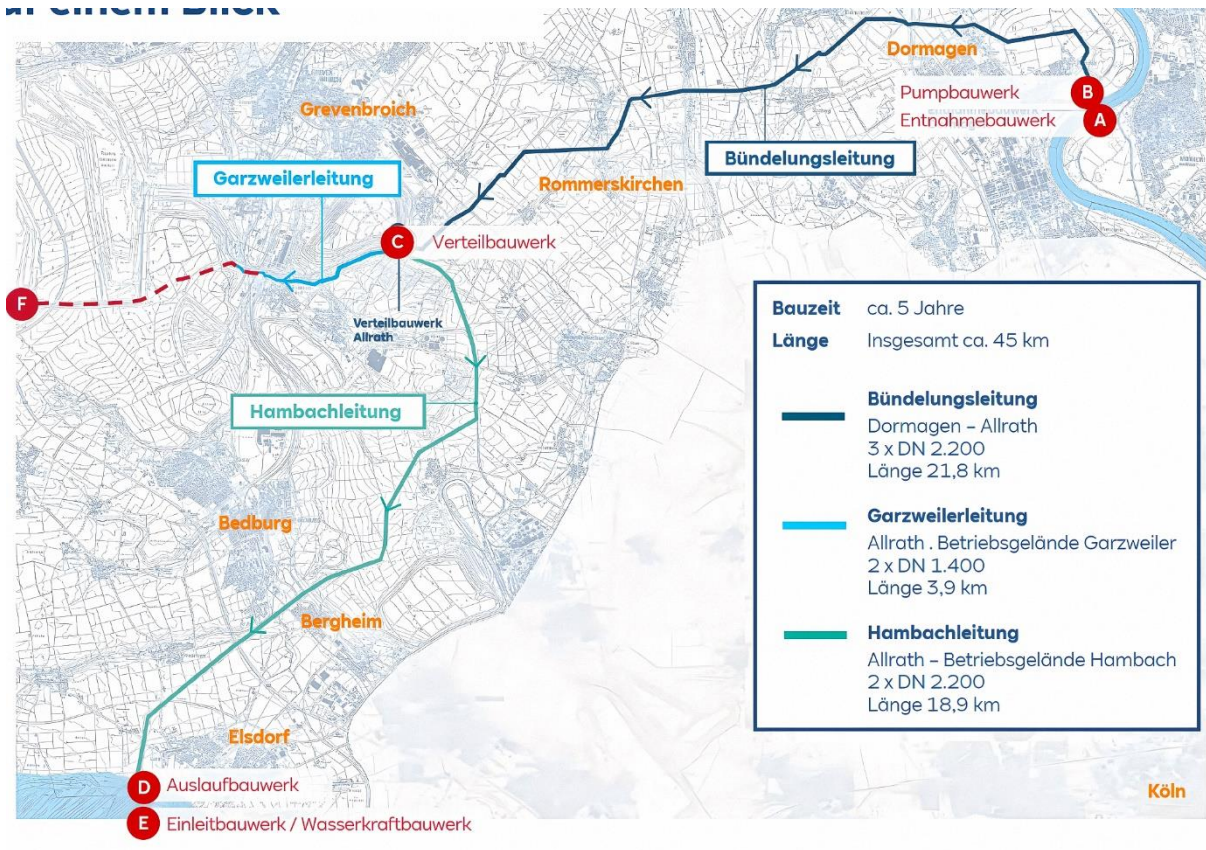 auf einem Blick
Dormagen
Pumpbauwerk
B
Entnahmebauwerk
A
Grevenbroich
Bündelungsleitung
Garzweilerleitung
Rommerskirchen
C
Verteilbauwerk
F
Verteilbauwerk
Allrath
Hambachleitung
Bedburg
Bergheim
Elsdorf
D
Auslaufbauwerk
E
Einleitbauwerk / Wasserkraftbauwerk
Bauzeit ca. 5 Jahre
Länge Insgesamt ca. 45 km
Bündelungsleitung
Dormagen – Allrath
3 x DN 2.200
Länge 21,8 km
Garzweilerleitung
Allrath . Betriebsgelände Garzweiler
2 x DN 1.400
Länge 3,9 km
Hambachleitung
Allrath – Betriebsgelände Hambach
2 x DN 2.200
Länge 18,9 km
Köln